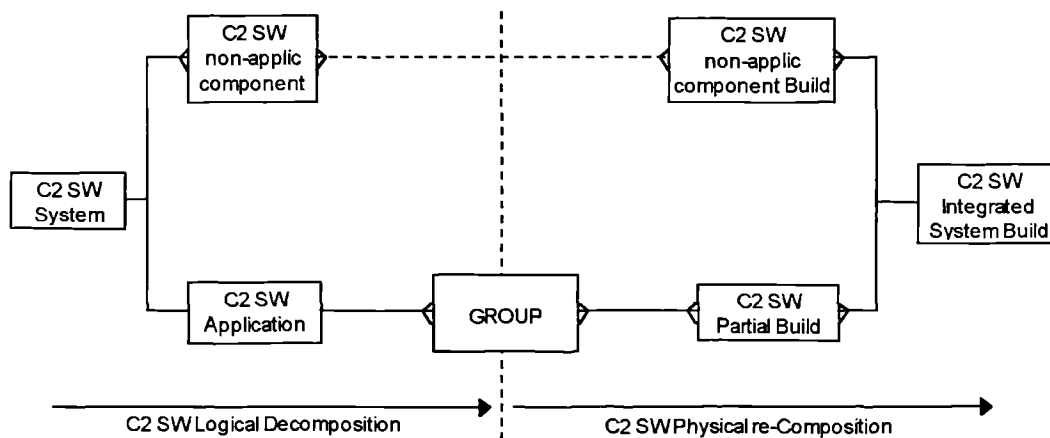 C2 SW
non-applic
component
C2 SW
non-applic
component Build
C2 SW
System
C2 SW
Integrated
System Build
C2 SW
Application
GROUP
C2 SW
Partial Build
C2 SW Logical Decomposition
C2 SW Physical re-Composition